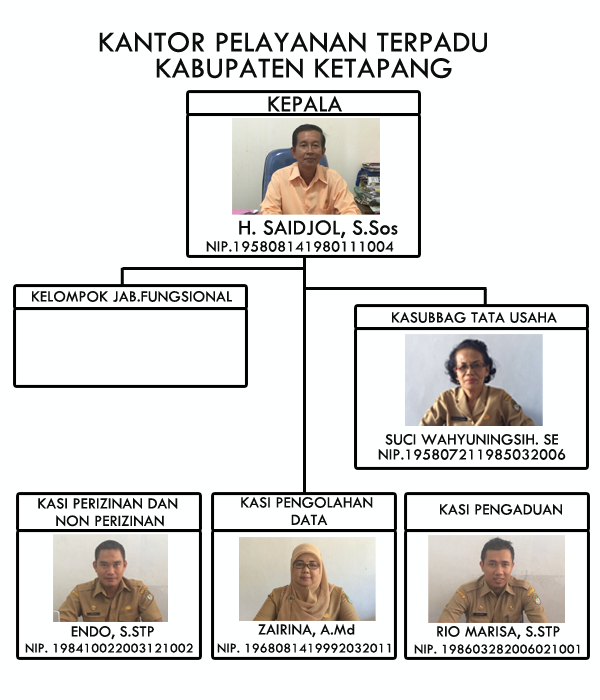 KANTOR PELAYANAN TERPADU
KABUPATEN KETAPANG
KEPALA
H. SAIDJOL, S.Sos
NIP.195808141980111004
KELOMPOK JAB.FUNGSIONAL
KASUBBAG TATA USAHA
SUCI WAHYUNINGSIH. SE
NIP.195807211985032006
KASI PERIZINAN DAN
NON PERIZINAN
ENDO, S.STP
NIP. 198410022003121002
KASI PENGOLAHAN
DATA
ZAIRINA, A.Md
NIP. 1968081419992032011
KASI PENGADUAN
RIO MARISA, S.STP
NIP. 198603282006021001